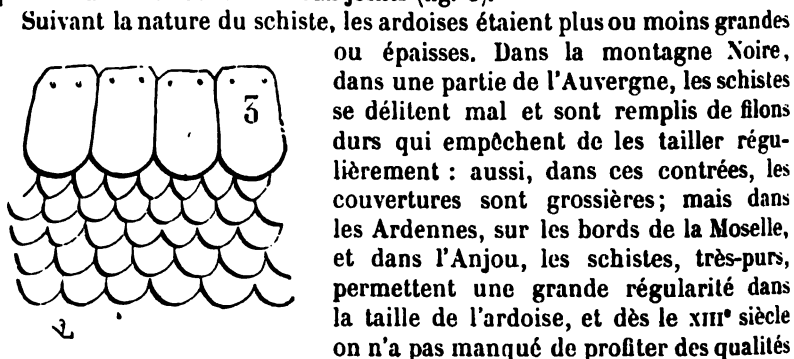 Suivant la nature du schiste, les ardoises étaient plus ou moins grandes
ou épaisses. Dans la montagne Noire,
dans une partie de l'Auvergne, les schistes
se délitent mal et sont remplis de filons
durs qui empêchent de les tailler régu-
lièrement : aussi, dans ces contrées, les
couvertures sont grossières; mais dans
les Ardennes, sur les bords de la Moselle,
et dans l'Anjou, les schistes, très-purs,
permettent une grande régularité dans
la taille de l'ardoise, et dès le XIIIe siècle
on n'a pas manqué de profiter des qualités
3